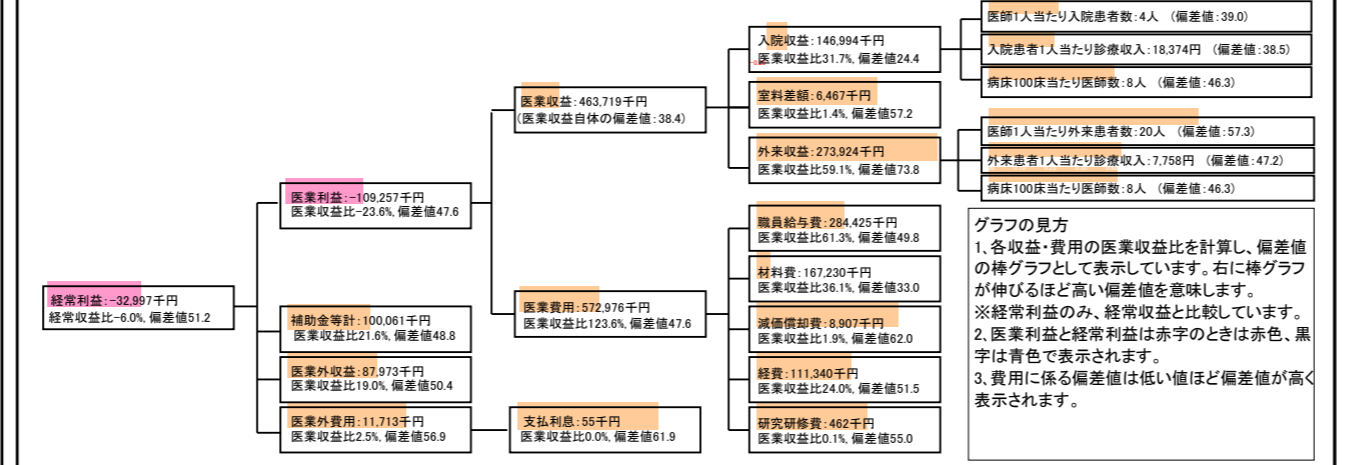 経常利益:-32,997千円
経常収益比-6.0%, 偏差値51.2
医業利益:-109,257千円
医業収益比-23.6%, 偏差値47.6
補助金等計:100,061千円
医業収益比21.6%, 偏差値48.8
医業外収益:87,973千円
医業収益比19.0%, 偏差値50.4
医業外費用:11,713千円
医業収益比2.5%, 偏差値56.9
医業収益:463,719千円
(医業収益自体の偏差値:38.4)
医業費用:572,976千円
医業収益比123.6%, 偏差値47.6
支払利息:55千円
医業収益比0.0%, 偏差値61.9
入院収益:146,994千円
医業収益比31.7%, 偏差値24.4
室料差額:6,467千円
医業収益比1.4%, 偏差値57.2
外来収益:273,924千円
医業収益比59.1%, 偏差値73.8
職員給与費:284,425千円
医業収益比61.3%, 偏差値49.8
材料費:167,230千円
医業収益比36.1%, 偏差値33.0
減価償却費:8,907千円
医業収益比1.9%, 偏差値62.0
経費:111,340千円
医業収益比24.0%, 偏差値51.5
研究研修費:462千円
医業収益比0.1%, 偏差値55.0
医師1人当たり入院患者数:4人 (偏差値:39.0)
入院患者1人当たり診療収入:18,374円 (偏差値:38.5)
病床100床当たり医師数:8人 (偏差値:46.3)
医師1人当たり外来患者数:20人 (偏差値:57.3)
外来患者1人当たり診療収入:7,758円 (偏差値:47.2)
病床100床当たり医師数:8人 (偏差値:46.3)
グラフの見方
1、各収益・費用の医業収益比を計算し、偏差値
の棒グラフとして表示しています。右に棒グラフ
が伸びるほど高い偏差値を意味します。
※経常利益のみ、経常収益と比較しています。
2、医業利益と経常利益は赤字のときは赤色、黒
字は青色で表示されます。
3、費用に係る偏差値は低い値ほど偏差値が高く
表示されます。